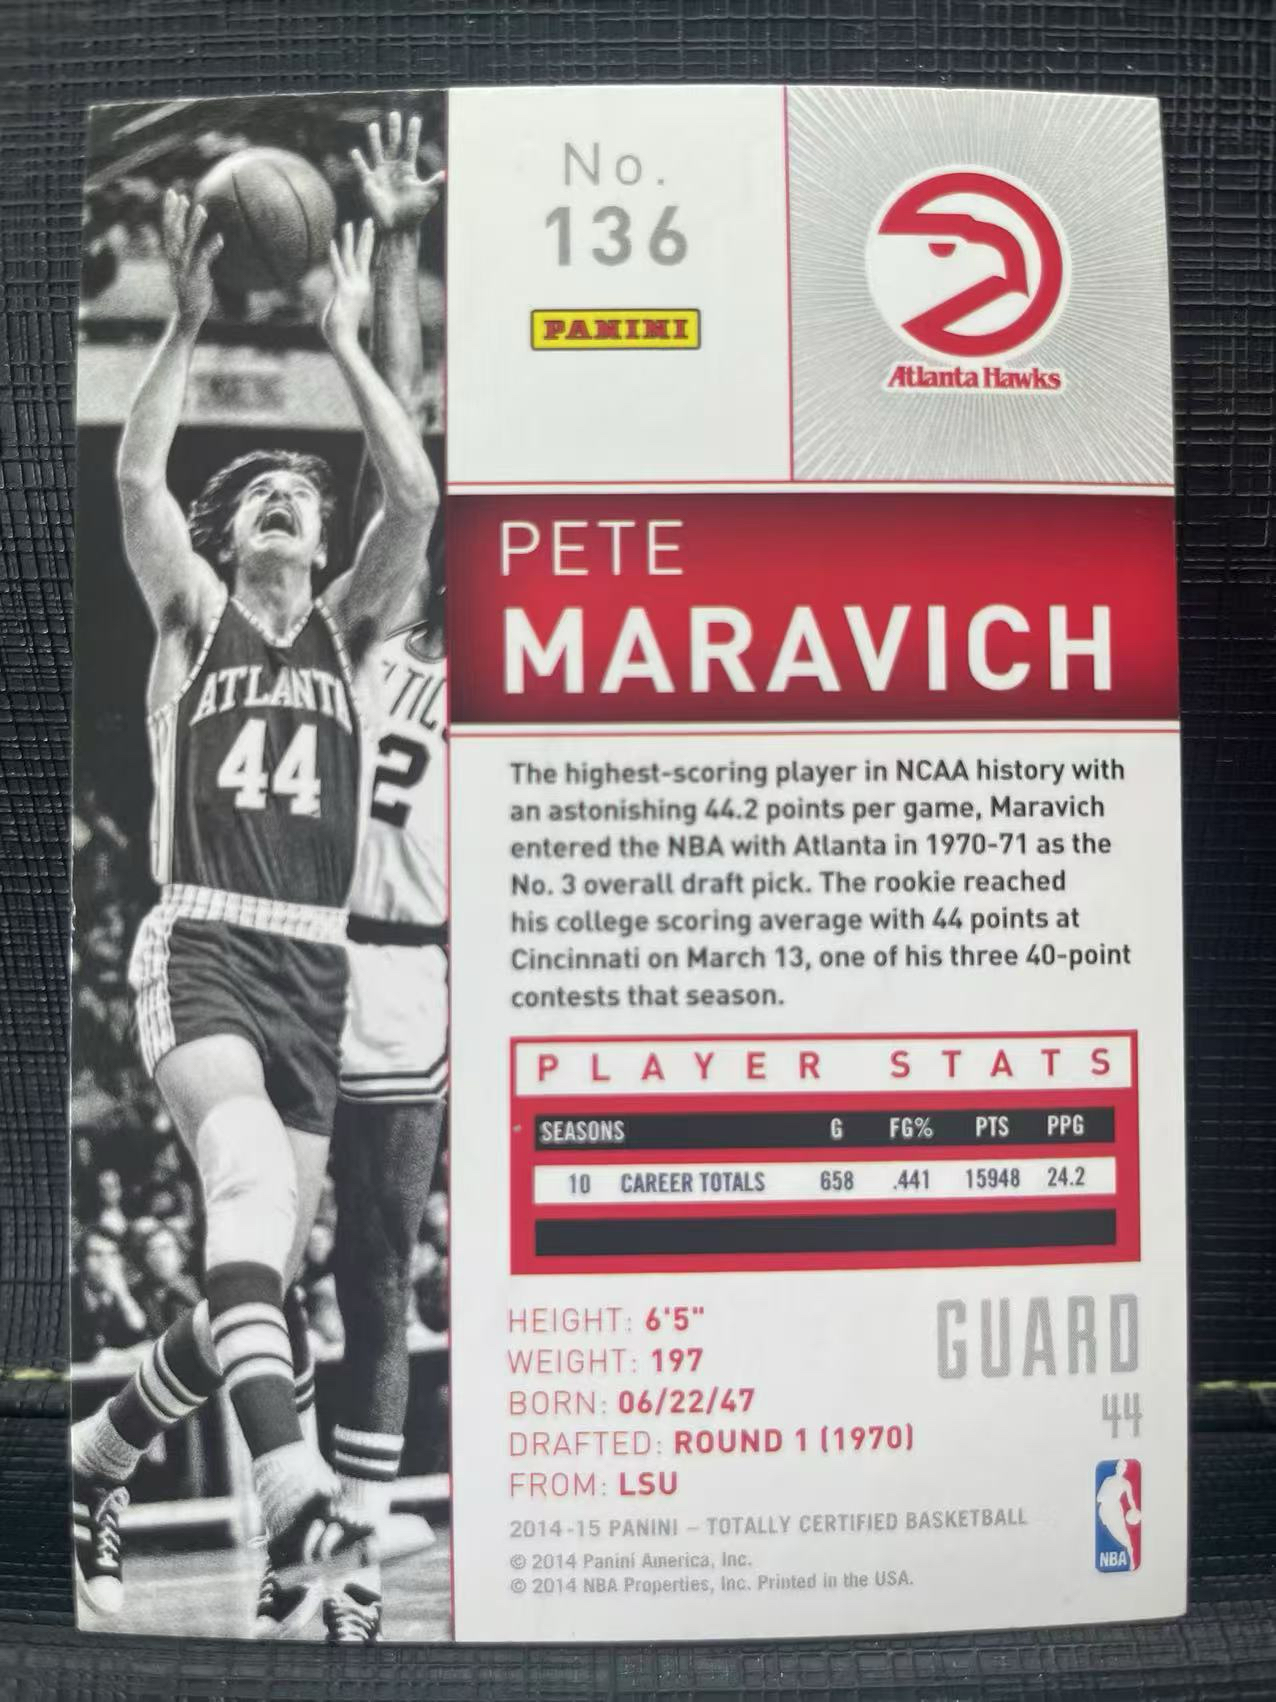 No.
136
PANINI
Atlanta Hawks
PETE
MARAVICH
ATLANT
44
TIC
2
The highest-scoring player in NCAA history with
an astonishing 44.2 points per game, Maravich
entered the NBA with Atlanta in 1970-71 as the
No. 3 overall draft pick. The rookie reached
his college scoring average with 44 points at
Cincinnati on March 13, one of his three 40-point
contests that season.
PLAYER STATS
SEASONS G FG% PTS PPG
10 CAREER TOTALS 658 .441 15948 24.2
HEIGHT: 6'5"
WEIGHT: 197
BORN: 06/22/47
DRAFTED: ROUND 1 (1970)
FROM: LSU
GUARD
44
2014-15 PANINI – TOTALLY CERTIFIED BASKETBALL
© 2014 Panini America, Inc.
© 2014 NBA Properties, Inc. Printed in the USA.
NBA